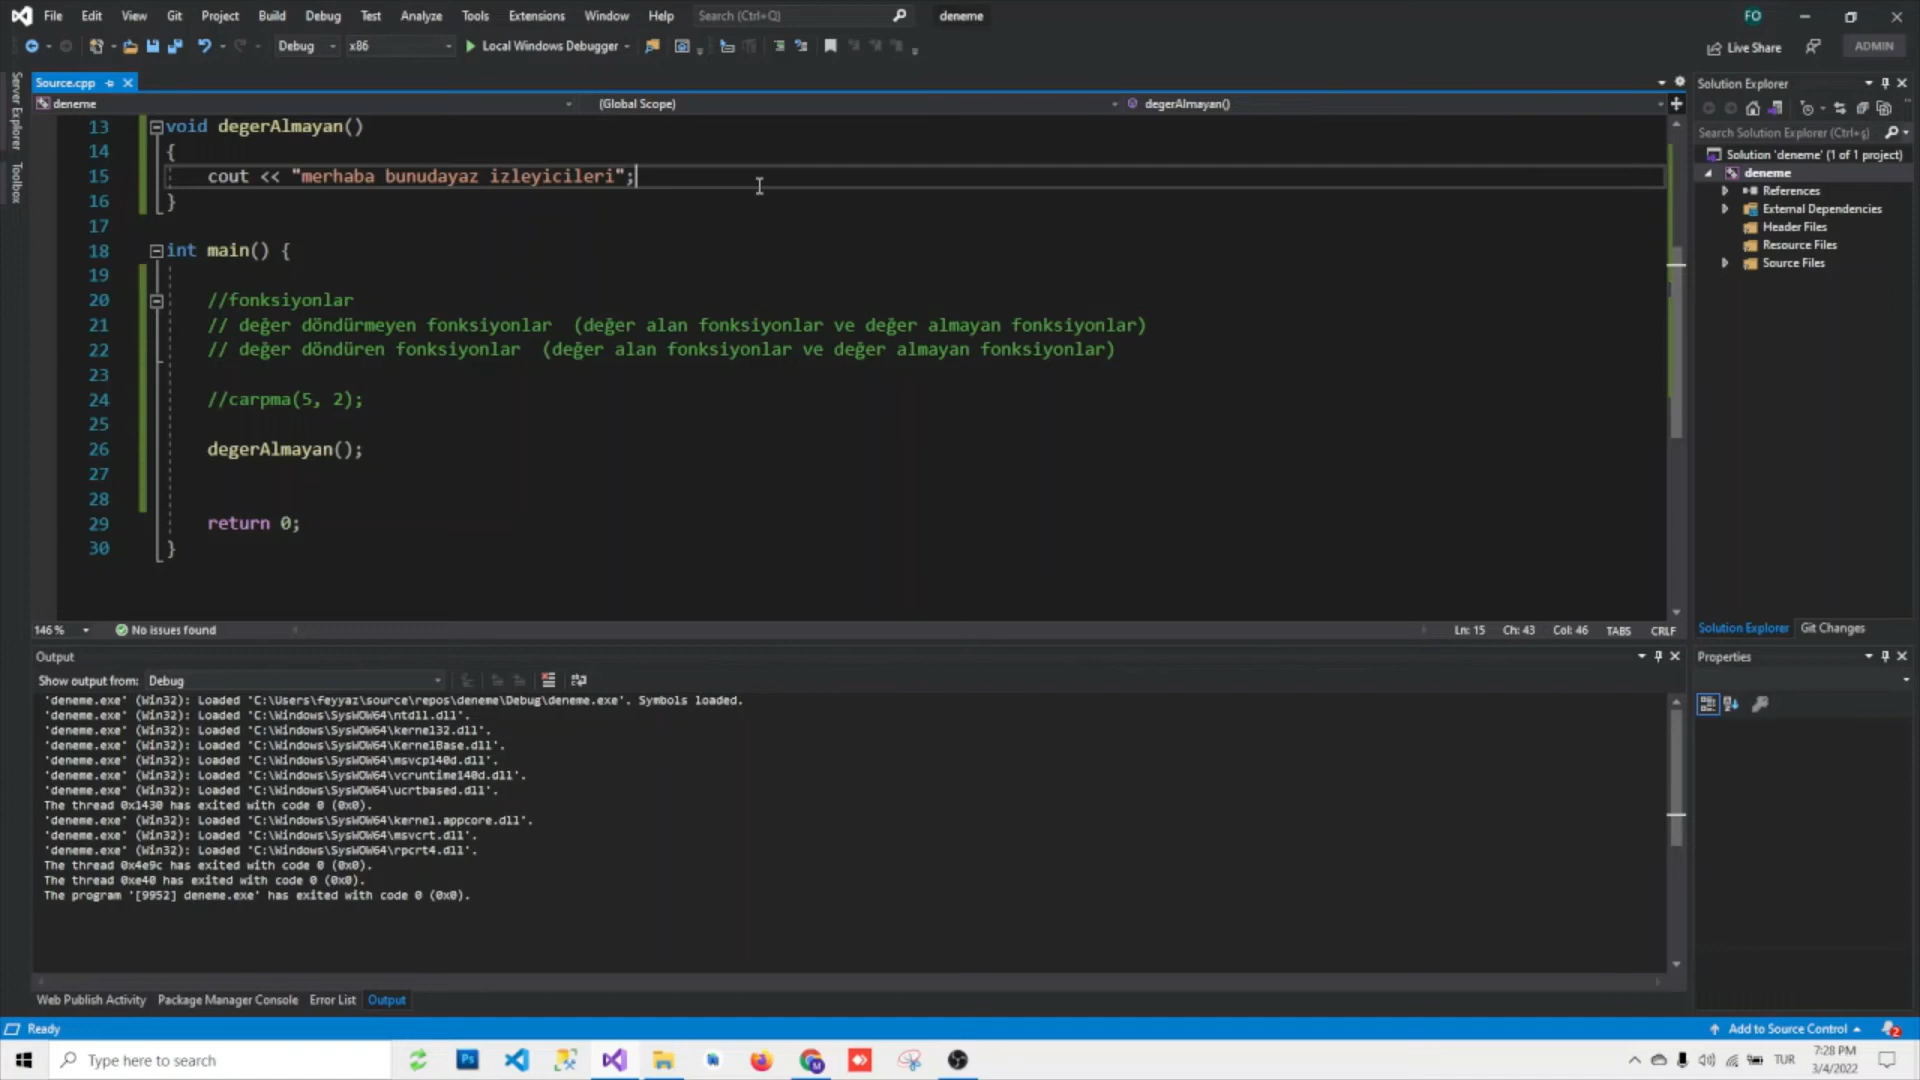 File Edit View Git Project Build Debug Test Analyze Tools Extensions Window Help Search (Ctrl+Q) deneme FO
Debug x86 Local Windows Debugger Live Share ADMIN
Source.cpp
Server Explorer
Toolbox
deneme (Global Scope) degerAlmayan()
13 void degerAlmayan()
14 {
15 cout << "merhaba bunudayaz izleyicileri";
16 }
17
18 int main() {
19
20 //fonksiyonlar
21 // değer döndürmeyen fonksiyonlar (değer alan fonksiyonlar ve değer almayan fonksiyonlar)
22 // değer döndüren fonksiyonlar (değer alan fonksiyonlar ve değer almayan fonksiyonlar)
23
24 //carpma(5, 2);
25
26 degerAlmayan();
27
28
29 return 0;
30 }
146 % No issues found Ln: 15 Ch: 43 Col: 46 TABS CRLF
Solution Explorer
Search Solution Explorer (Ctrl+ş)
Solution 'deneme' (1 of 1 project)
deneme
References
External Dependencies
Header Files
Resource Files
Source Files
Solution Explorer Git Changes
Properties
Output
Show output from: Debug
'deneme.exe' (Win32): Loaded 'C:\Users\feyyaz\source\repos\deneme\Debug\deneme.exe'. Symbols loaded.
'deneme.exe' (Win32): Loaded 'C:\Windows\SysWOW64\ntdll.dll'.
'deneme.exe' (Win32): Loaded 'C:\Windows\SysWOW64\kernel32.dll'.
'deneme.exe' (Win32): Loaded 'C:\Windows\SysWOW64\KernelBase.dll'.
'deneme.exe' (Win32): Loaded 'C:\Windows\SysWOW64\msvcp140d.dll'.
'deneme.exe' (Win32): Loaded 'C:\Windows\SysWOW64\vcruntime140d.dll'.
'deneme.exe' (Win32): Loaded 'C:\Windows\SysWOW64\ucrtbased.dll'.
The thread 0x1430 has exited with code 0 (0x0).
'deneme.exe' (Win32): Loaded 'C:\Windows\SysWOW64\kernel.appcore.dll'.
'deneme.exe' (Win32): Loaded 'C:\Windows\SysWOW64\msvcrt.dll'.
'deneme.exe' (Win32): Loaded 'C:\Windows\SysWOW64\rpcrt4.dll'.
The thread 0x4e9c has exited with code 0 (0x0).
The thread 0xe40 has exited with code 0 (0x0).
The program '[9952] deneme.exe' has exited with code 0 (0x0).
Web Publish Activity Package Manager Console Error List Output
Ready Add to Source Control 2
Type here to search Ps TUR 7:28 PM
3/4/2022